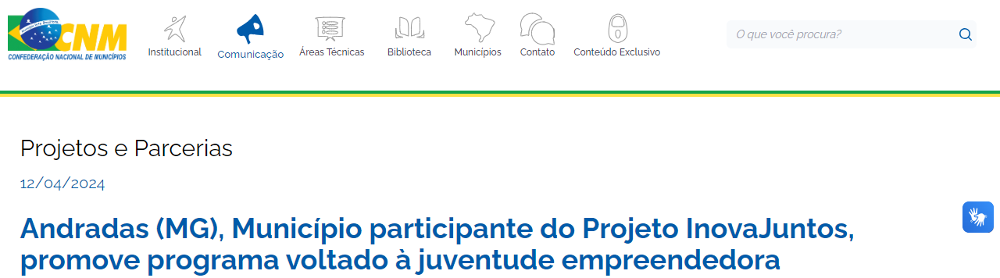 CNM
CONFEDERAÇÃO NACIONAL DE MUNICÍPIOS
Institucional
Comunicação
Áreas Técnicas
Biblioteca
Municípios
Contato
Conteúdo Exclusivo
O que você procura?
Projetos e Parcerias
12/04/2024
Andradas (MG), Município participante do Projeto InovaJuntos,
promove programa voltado à juventude empreendedora